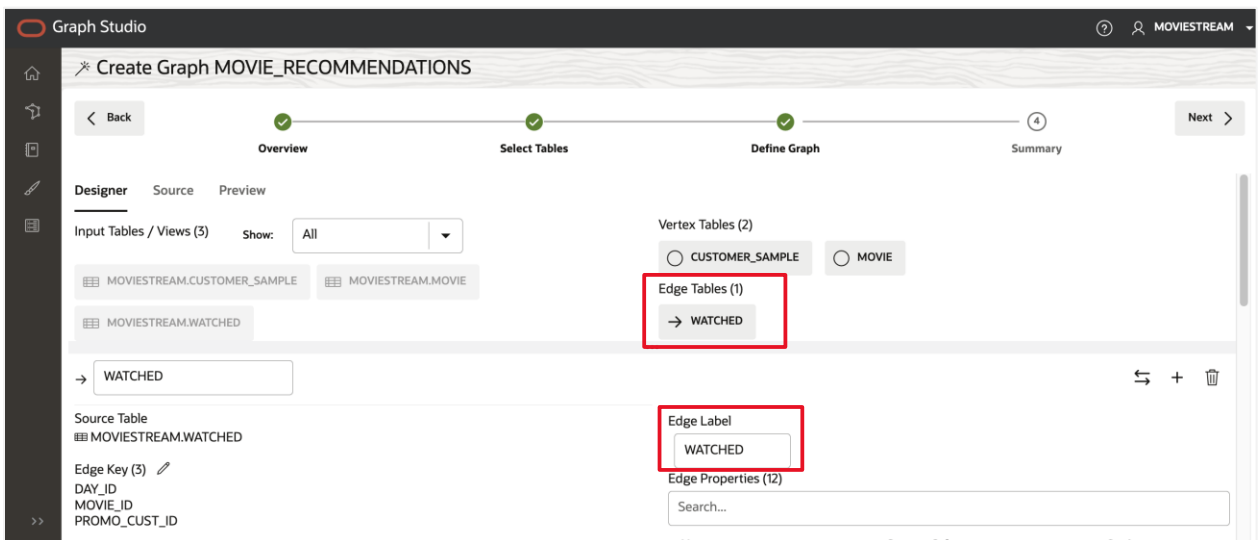 Graph Studio
MOVIESTREAM
Create Graph MOVIE_RECOMMENDATIONS
Back
Next
4
Overview
Select Tables
Define Graph
Summary
Designer Source Preview
Input Tables / Views (3) Show: All
MOVIESTREAM.CUSTOMER_SAMPLE MOVIESTREAM.MOVIE
MOVIESTREAM.WATCHED
Vertex Tables (2)
CUSTOMER_SAMPLE MOVIE
Edge Tables (1)
WATCHED
WATCHED
Source Table
MOVIESTREAM.WATCHED
Edge Key (3)
DAY_ID
MOVIE_ID
PROMO_CUST_ID
Edge Label
WATCHED
Edge Properties (12)
Search...